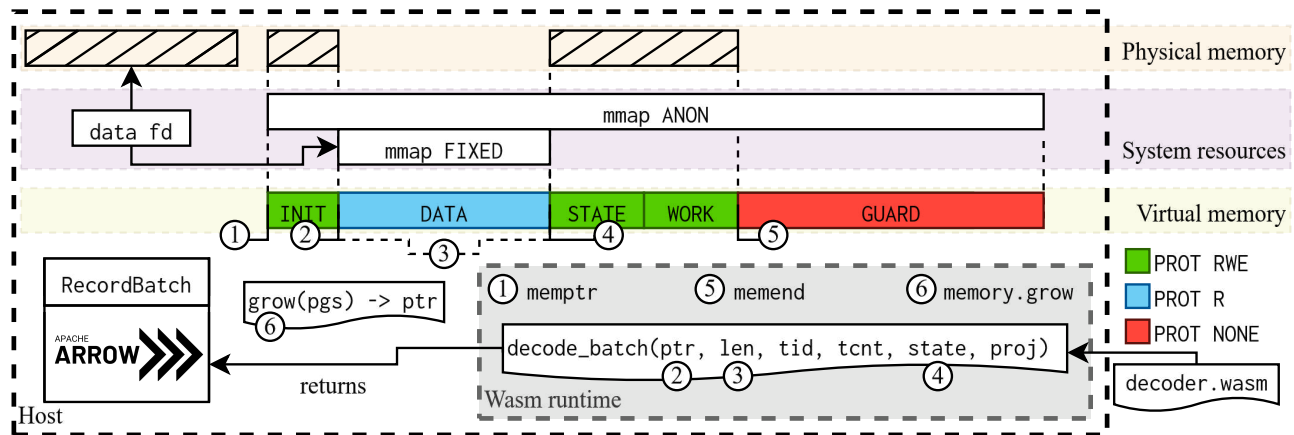 Physical memory
data fd
mmap ANON
mmap FIXED
System resources
INIT
DATA
STATE
WORK
GUARD
Virtual memory
1
2
3
4
5
RecordBatch
APACHE
ARROW
grow(pgs) -> ptr
6
returns
1 memptr
5 memend
6 memory.grow
decode_batch(ptr, len, tid, tcnt, state, proj)
2
3
4
Wasm runtime
PROT RWE
PROT R
PROT NONE
decoder.wasm
Host